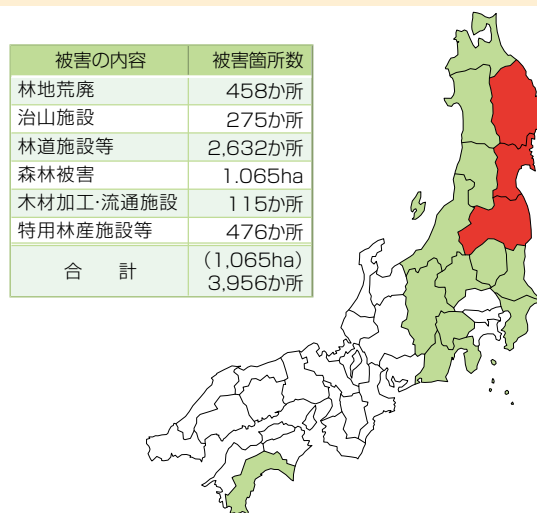 被害の内容 被害箇所数
林地荒廃 458か所
治山施設 275か所
林道施設等 2,632か所
森林被害 1.065ha
木材加工・流通施設 115か所
特用林産施設等 476か所
合　計 (1,065ha)
3,956か所